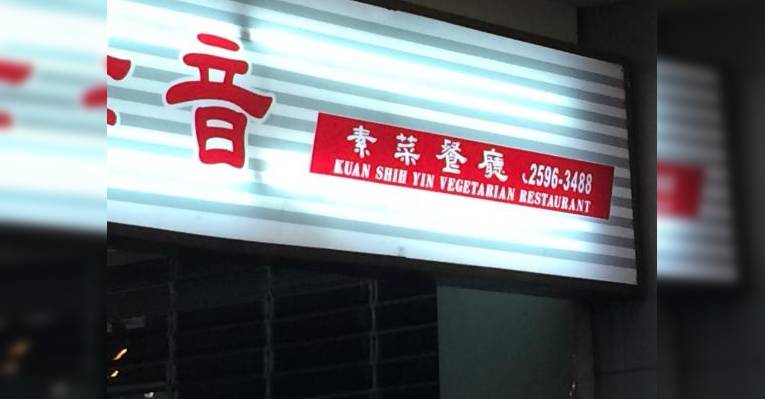 音
素菜餐廳 2596-3488
KUAN SHIH YIN VEGETARIAN RESTAURANT